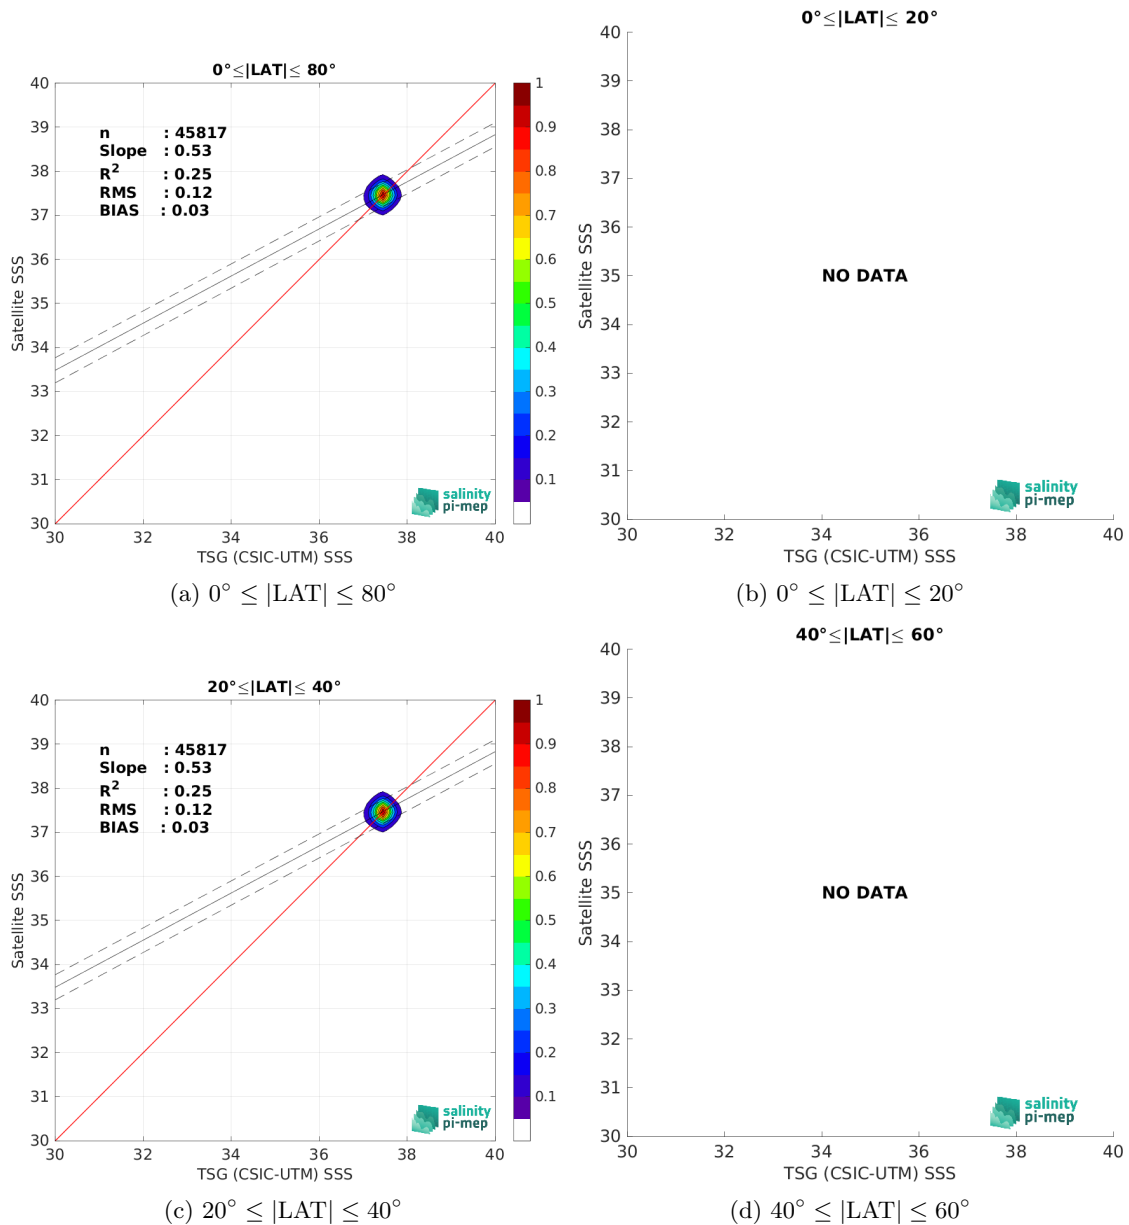 0°≤|LAT|≤ 80°
40
39
38
37
36
35
34
33
32
31
30
Satellite SSS
n : 45817
Slope : 0.53
R² : 0.25
RMS : 0.12
BIAS : 0.03
salinity
pi-mep
30 32 34 36 38 40
TSG (CSIC-UTM) SSS
1
0.9
0.8
0.7
0.6
0.5
0.4
0.3
0.2
0.1
(a) 0° ≤ |LAT| ≤ 80°
0°≤|LAT|≤ 20°
40
39
38
37
36
35
34
33
32
31
30
Satellite SSS
NO DATA
salinity
pi-mep
30 32 34 36 38 40
TSG (CSIC-UTM) SSS
(b) 0° ≤ |LAT| ≤ 20°
20°≤|LAT|≤ 40°
40
39
38
37
36
35
34
33
32
31
30
Satellite SSS
n : 45817
Slope : 0.53
R² : 0.25
RMS : 0.12
BIAS : 0.03
salinity
pi-mep
30 32 34 36 38 40
TSG (CSIC-UTM) SSS
1
0.9
0.8
0.7
0.6
0.5
0.4
0.3
0.2
0.1
(c) 20° ≤ |LAT| ≤ 40°
40°≤|LAT|≤ 60°
40
39
38
37
36
35
34
33
32
31
30
Satellite SSS
NO DATA
salinity
pi-mep
30 32 34 36 38 40
TSG (CSIC-UTM) SSS
(d) 40° ≤ |LAT| ≤ 60°